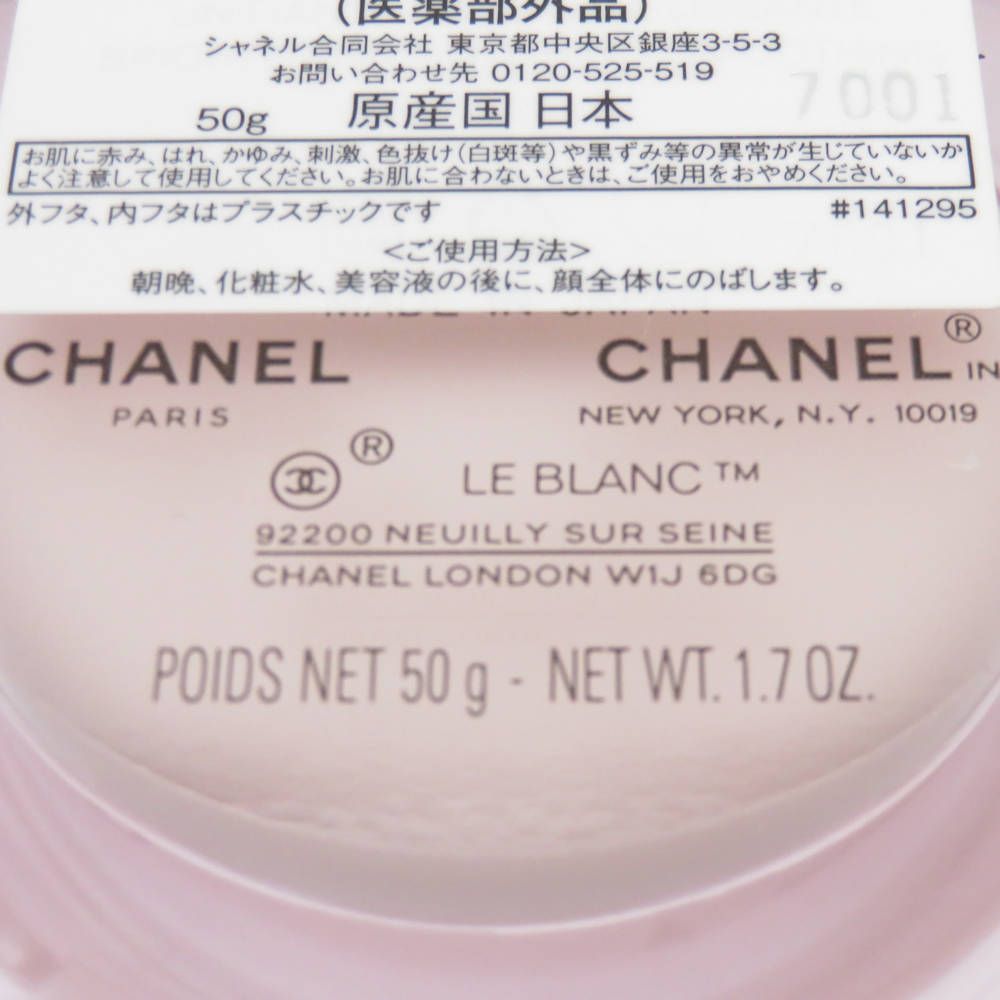 (医薬部外品)
シャネル合同会社 東京都中央区銀座3-5-3
お問い合わせ先 0120-525-519
50g 原産国 日本 7001
お肌に赤み、はれ、かゆみ、刺激、色抜け(白斑等)や黒ずみ等の異常が生じていないか
よく注意して使用してください。お肌に合わないときは、ご使用をおやめください。
外フタ、内フタはプラスチックです #141295
<ご使用方法>
朝晩、化粧水、美容液の後に、顔全体にのばします。
MADE IN JAPAN
CHANEL CHANEL® IN
PARIS NEW YORK, N.Y. 10019
® LE BLANC™
92200 NEUILLY SUR SEINE
CHANEL LONDON W1J 6DG
POIDS NET 50 g - NET WT. 1.7 OZ.